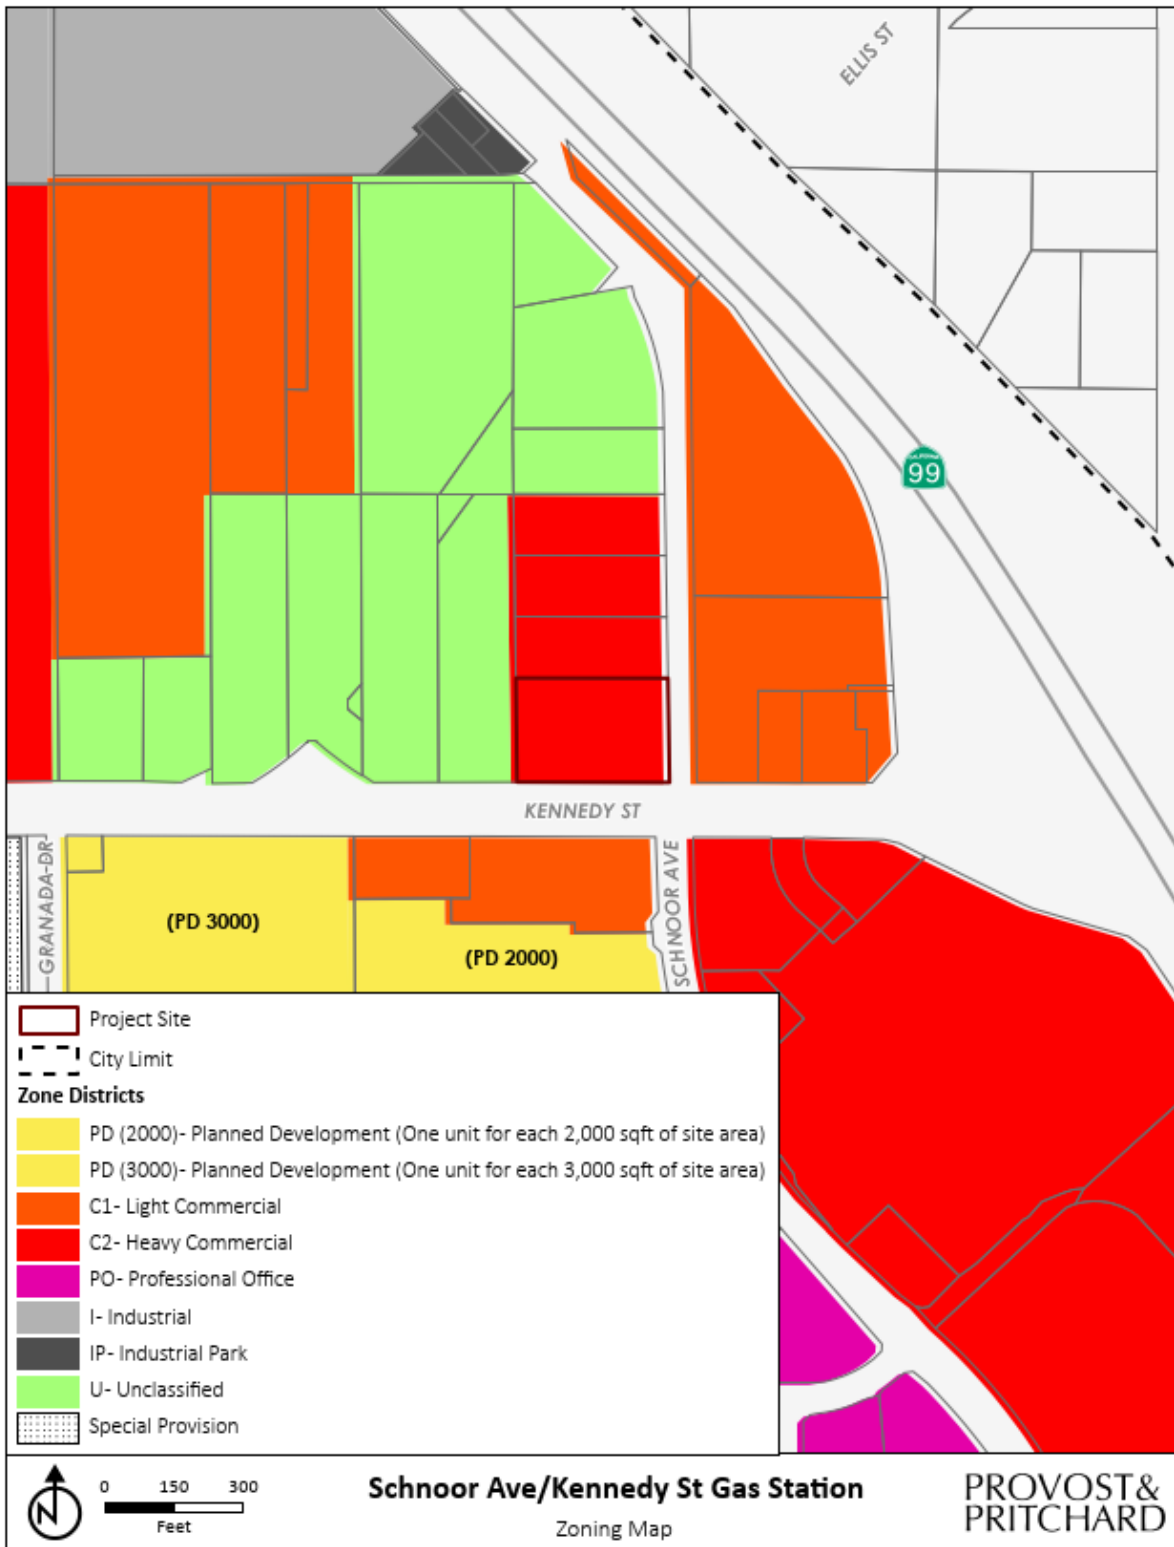 ELLIS ST
99
KENNEDY ST
GRANADA DR
SCHNOOR AVE
(PD 3000)
(PD 2000)
Project Site
City Limit
Zone Districts
PD (2000)- Planned Development (One unit for each 2,000 sqft of site area)
PD (3000)- Planned Development (One unit for each 3,000 sqft of site area)
C1- Light Commercial
C2- Heavy Commercial
PO- Professional Office
I- Industrial
IP- Industrial Park
U- Unclassified
Special Provision
N
0 150 300
Feet
Schnoor Ave/Kennedy St Gas Station
Zoning Map
PROVOST&
PRITCHARD